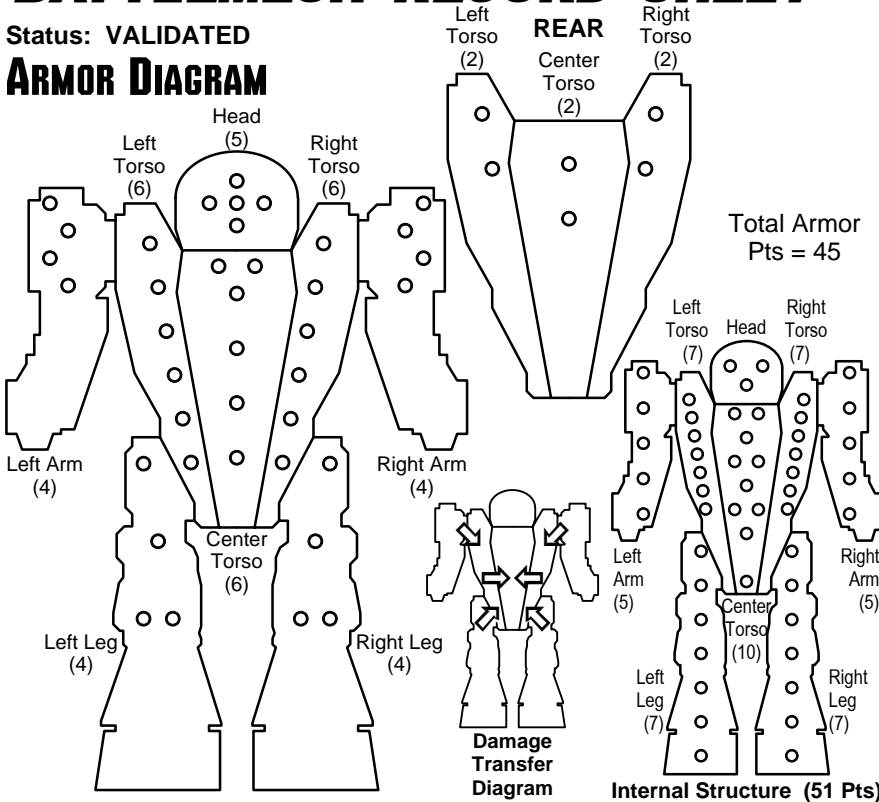 Status: VALIDATED
ARMOR DIAGRAM
Head
(5)
Left
Torso
(6)
Right
Torso
(6)
Left Arm
(4)
Right Arm
(4)
Center
Torso
(6)
Left Leg
(4)
Right Leg
(4)
Left
Torso
(2)
REAR
Center
Torso
(2)
Right
Torso
(2)
Total Armor
Pts = 45
Left
Torso
(7)
Head
Right
Torso
(7)
Left
Arm
(5)
Right
Arm
(5)
Center
Torso
(10)
Left
Leg
(7)
Right
Leg
(7)
Damage
Transfer
Diagram
Internal Structure (51 Pts)